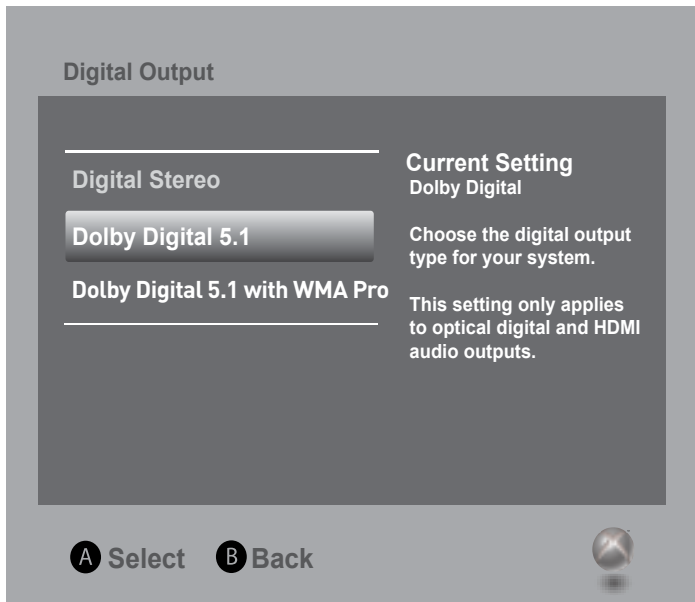 Digital Output
Digital Stereo
Dolby Digital 5.1
Dolby Digital 5.1 with WMA Pro
Current Setting
Dolby Digital
Choose the digital output
type for your system.
This setting only applies
to optical digital and HDMI
audio outputs.
A Select B Back